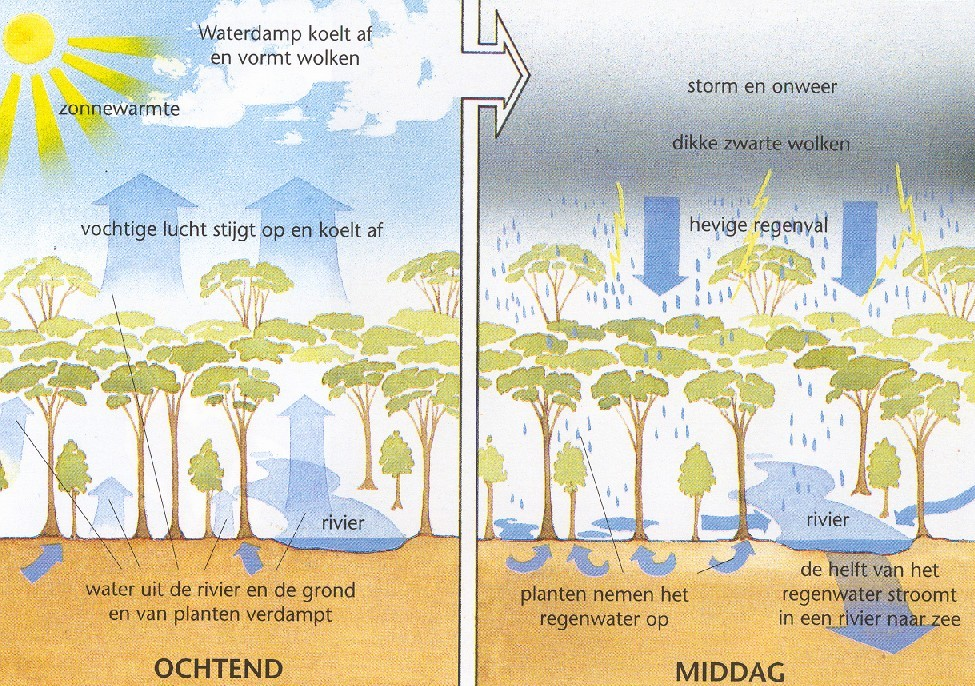 Waterdamp koelt af
en vormt wolken
zonnewarmte
vochtige lucht stijgt op en koelt af
rivier
water uit de rivier en de grond
en van planten verdampt
OCHTEND
storm en onweer
dikke zwarte wolken
hevige regenval
rivier
planten nemen het
regenwater op
de helft van het
regenwater stroomt
in een rivier naar zee
MIDDAG